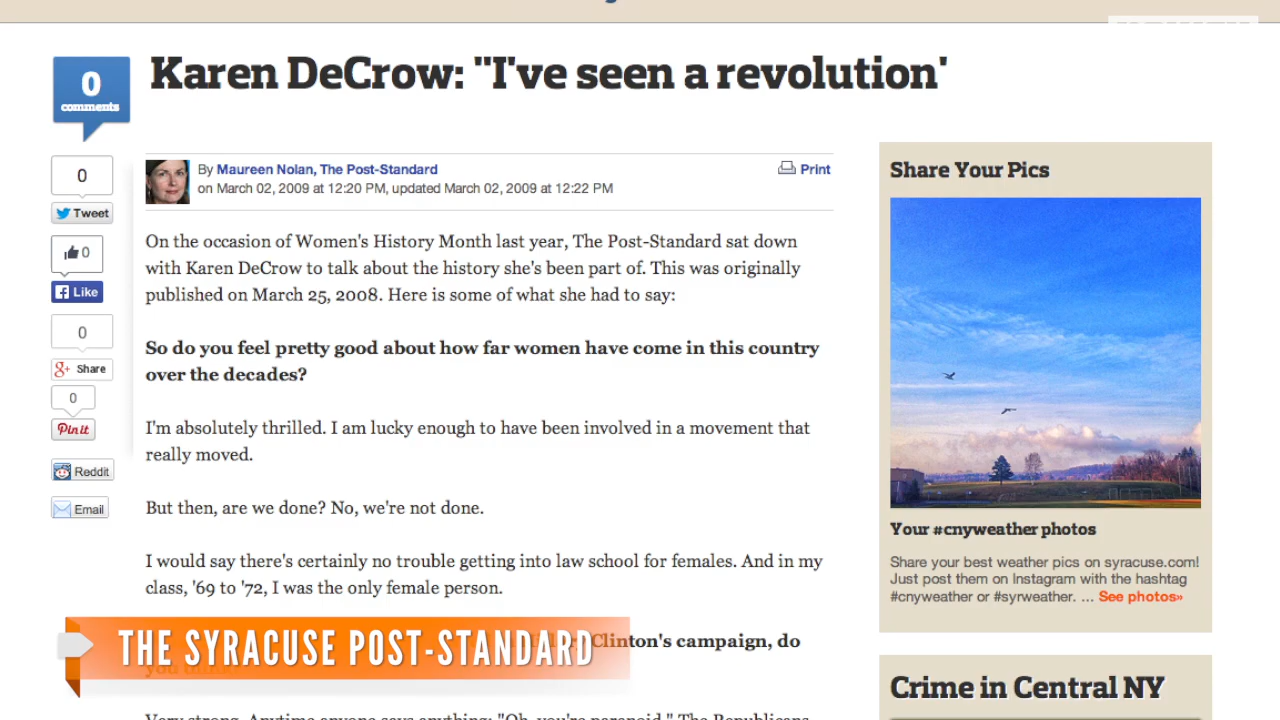 Karen DeCrow: "I've seen a revolution'
0
comments
0
Tweet
0
Like
0
Share
0
Pin it
Reddit
Email
By Maureen Nolan, The Post-Standard
on March 02, 2009 at 12:20 PM, updated March 02, 2009 at 12:22 PM
Print
On the occasion of Women's History Month last year, The Post-Standard sat down
with Karen DeCrow to talk about the history she's been part of. This was originally
published on March 25, 2008. Here is some of what she had to say:
So do you feel pretty good about how far women have come in this country
over the decades?
I'm absolutely thrilled. I am lucky enough to have been involved in a movement that
really moved.
But then, are we done? No, we're not done.
I would say there's certainly no trouble getting into law school for females. And in my
class, '69 to '72, I was the only female person.
Clinton's campaign, do
THE SYRACUSE POST-STANDARD
Very strong. Anytime anyone says anything: "Oh, you're paranoid." The Republicans
Share Your Pics
Your #cnyweather photos
Share your best weather pics on syracuse.com!
Just post them on Instagram with the hashtag
#cnyweather or #syrweather. ... See photos»
Crime in Central NY